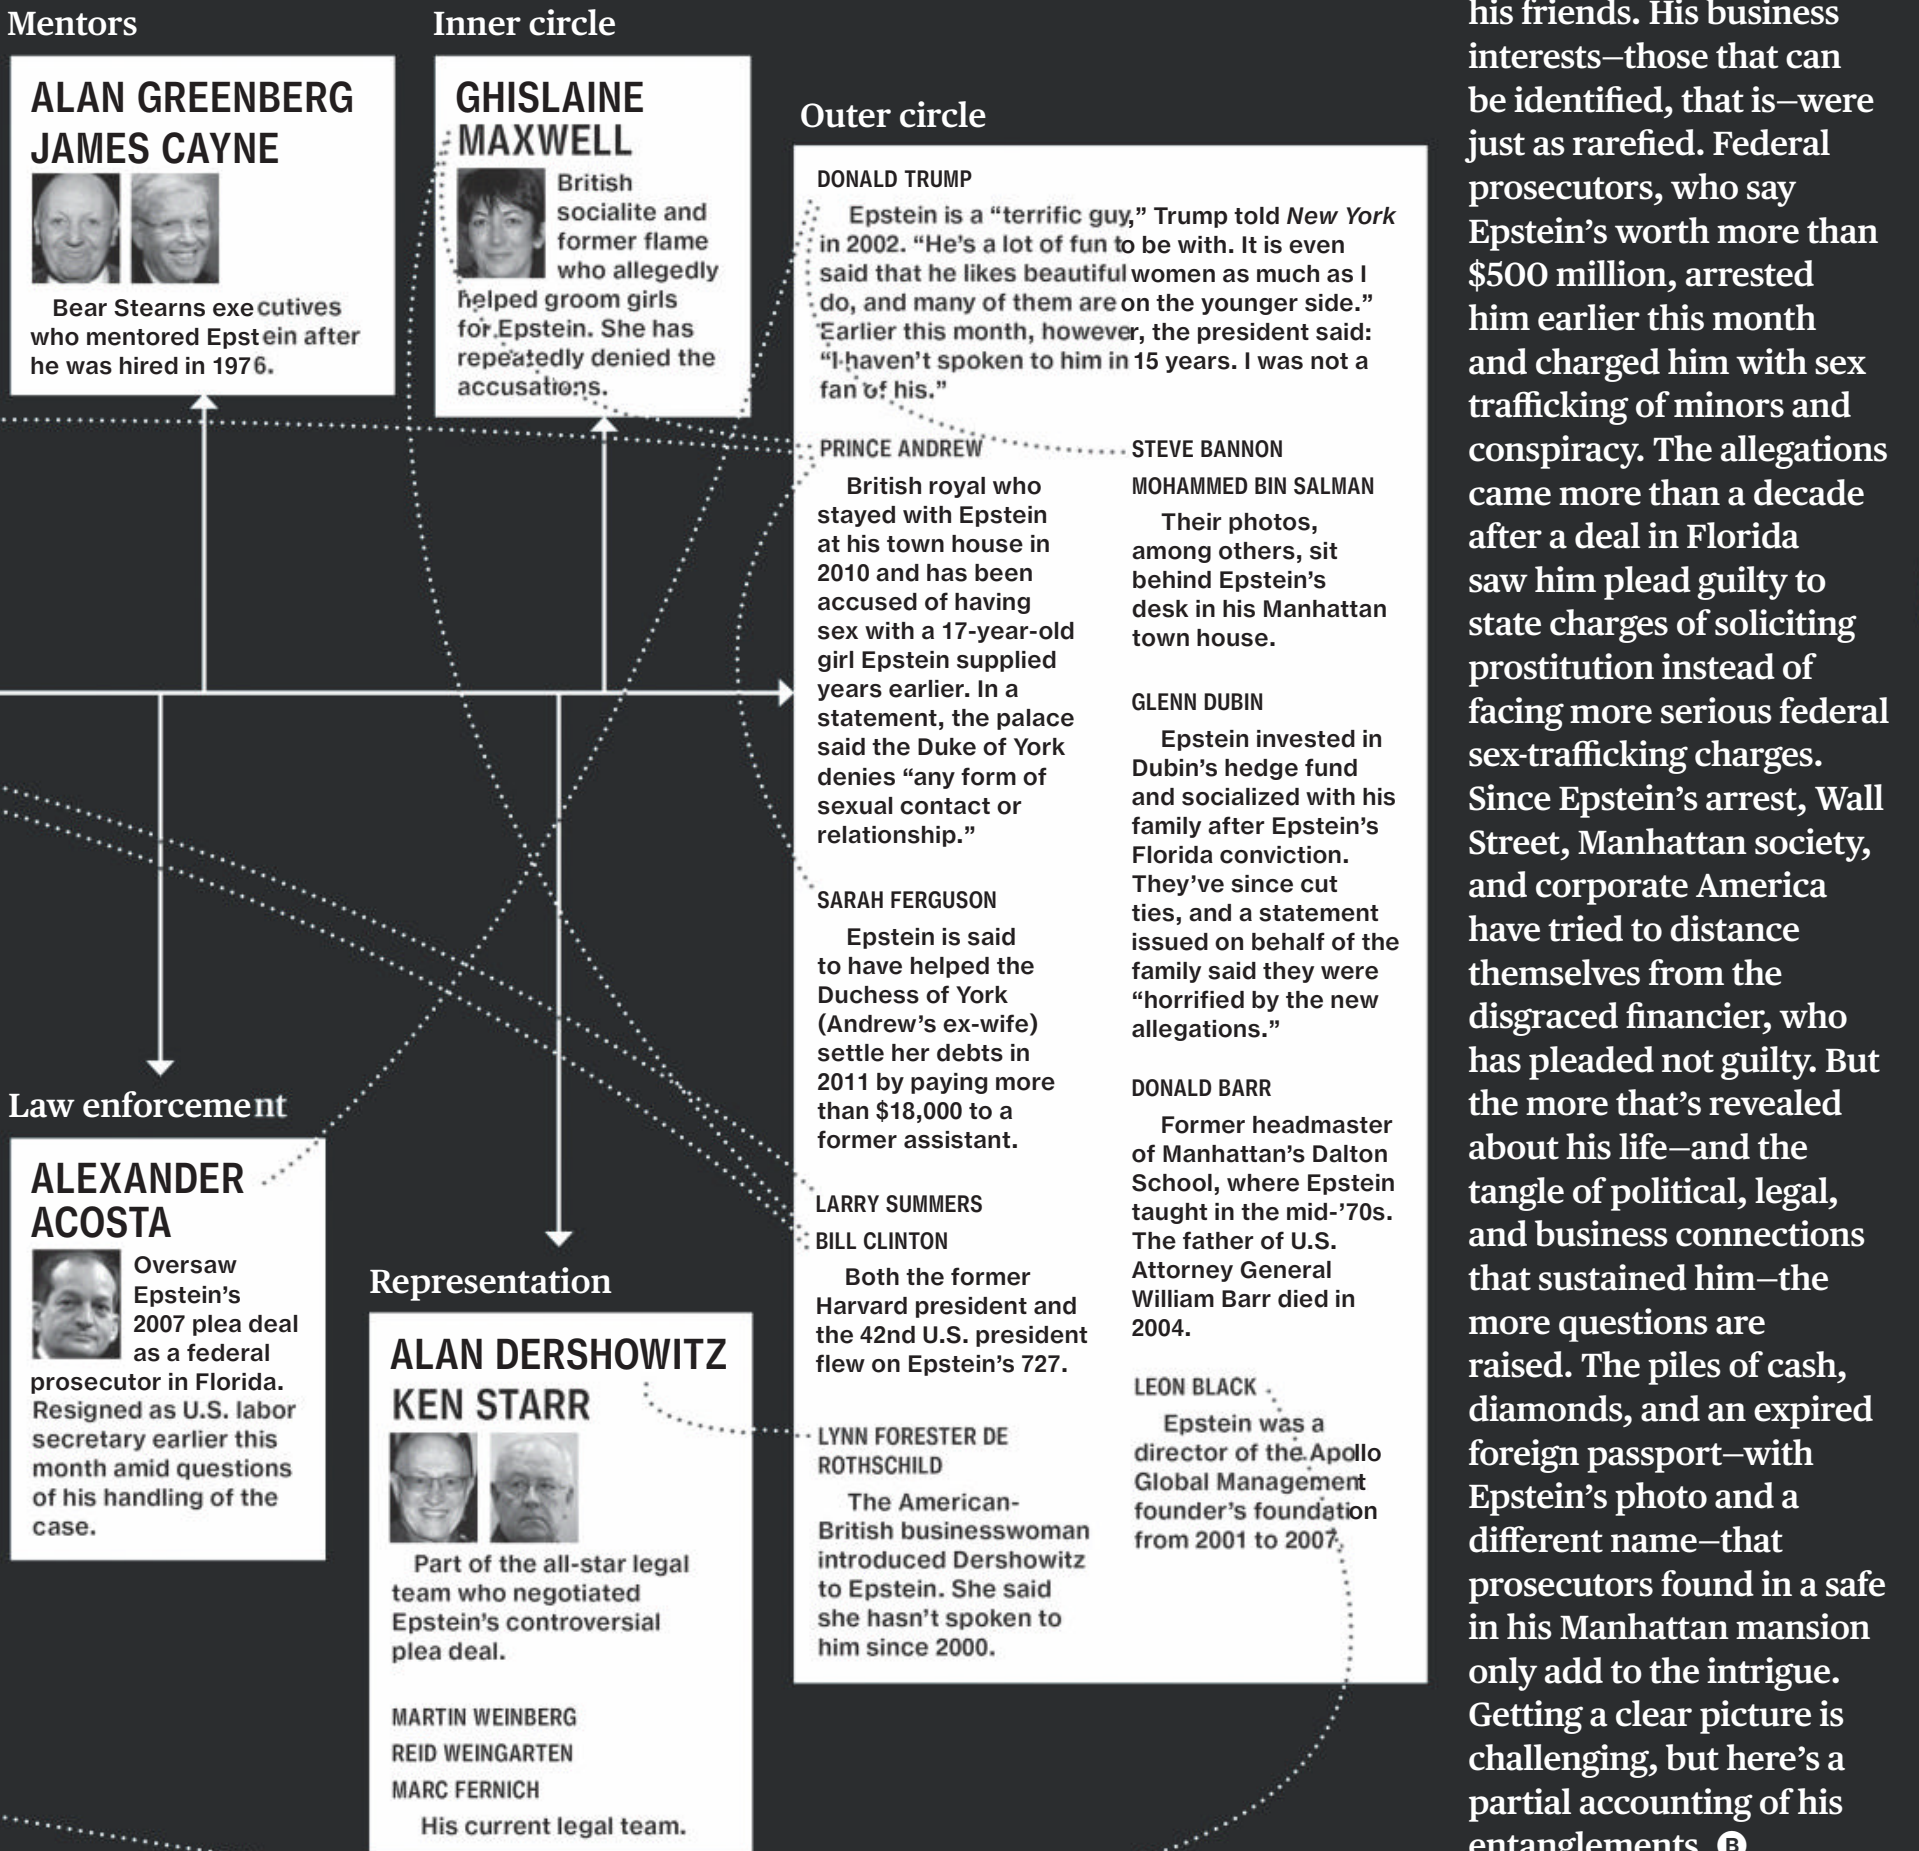 Mentors
ALAN GREENBERG
JAMES CAYNE
Bear Stearns executives
who mentored Epstein after
he was hired in 1976.
Inner circle
GHISLAINE
MAXWELL
British
socialite and
former flame
who allegedly
helped groom girls
for Epstein. She has
repeatedly denied the
accusations.
Outer circle
DONALD TRUMP
Epstein is a “terrific guy,” Trump told New York
in 2002. “He’s a lot of fun to be with. It is even
said that he likes beautiful women as much as I
do, and many of them are on the younger side.”
Earlier this month, however, the president said:
“I haven’t spoken to him in 15 years. I was not a
fan of his.”
PRINCE ANDREW
British royal who
stayed with Epstein
at his town house in
2010 and has been
accused of having
sex with a 17-year-old
girl Epstein supplied
years earlier. In a
statement, the palace
said the Duke of York
denies “any form of
sexual contact or
relationship.”
SARAH FERGUSON
Epstein is said
to have helped the
Duchess of York
(Andrew’s ex-wife)
settle her debts in
2011 by paying more
than $18,000 to a
former assistant.
LARRY SUMMERS
BILL CLINTON
Both the former
Harvard president and
the 42nd U.S. president
flew on Epstein’s 727.
LYNN FORESTER DE
ROTHSCHILD
The American-
British businesswoman
introduced Dershowitz
to Epstein. She said
she hasn’t spoken to
him since 2000.
STEVE BANNON
MOHAMMED BIN SALMAN
Their photos,
among others, sit
behind Epstein’s
desk in his Manhattan
town house.
GLENN DUBIN
Epstein invested in
Dubin’s hedge fund
and socialized with his
family after Epstein’s
Florida conviction.
They’ve since cut
ties, and a statement
issued on behalf of the
family said they were
“horrified by the new
allegations.”
DONALD BARR
Former headmaster
of Manhattan’s Dalton
School, where Epstein
taught in the mid-’70s.
The father of U.S.
Attorney General
William Barr died in
2004.
LEON BLACK
Epstein was a
director of the Apollo
Global Management
founder’s foundation
from 2001 to 2007.
Law enforcement
ALEXANDER
ACOSTA
Oversaw
Epstein’s
2007 plea deal
as a federal
prosecutor in Florida.
Resigned as U.S. labor
secretary earlier this
month amid questions
of his handling of the
case.
Representation
ALAN DERSHOWITZ
KEN STARR
Part of the all-star legal
team who negotiated
Epstein’s controversial
plea deal.
MARTIN WEINBERG
REID WEINGARTEN
MARC FERNICH
His current legal team.
his friends. His business
interests—those that can
be identified, that is—were
just as rarefied. Federal
prosecutors, who say
Epstein’s worth more than
$500 million, arrested
him earlier this month
and charged him with sex
trafficking of minors and
conspiracy. The allegations
came more than a decade
after a deal in Florida
saw him plead guilty to
state charges of soliciting
prostitution instead of
facing more serious federal
sex-trafficking charges.
Since Epstein’s arrest, Wall
Street, Manhattan society,
and corporate America
have tried to distance
themselves from the
disgraced financier, who
has pleaded not guilty. But
the more that’s revealed
about his life—and the
tangle of political, legal,
and business connections
that sustained him—the
more questions are
raised. The piles of cash,
diamonds, and an expired
foreign passport—with
Epstein’s photo and a
different name—that
prosecutors found in a safe
in his Manhattan mansion
only add to the intrigue.
Getting a clear picture is
challenging, but here’s a
partial accounting of his
entanglements. B